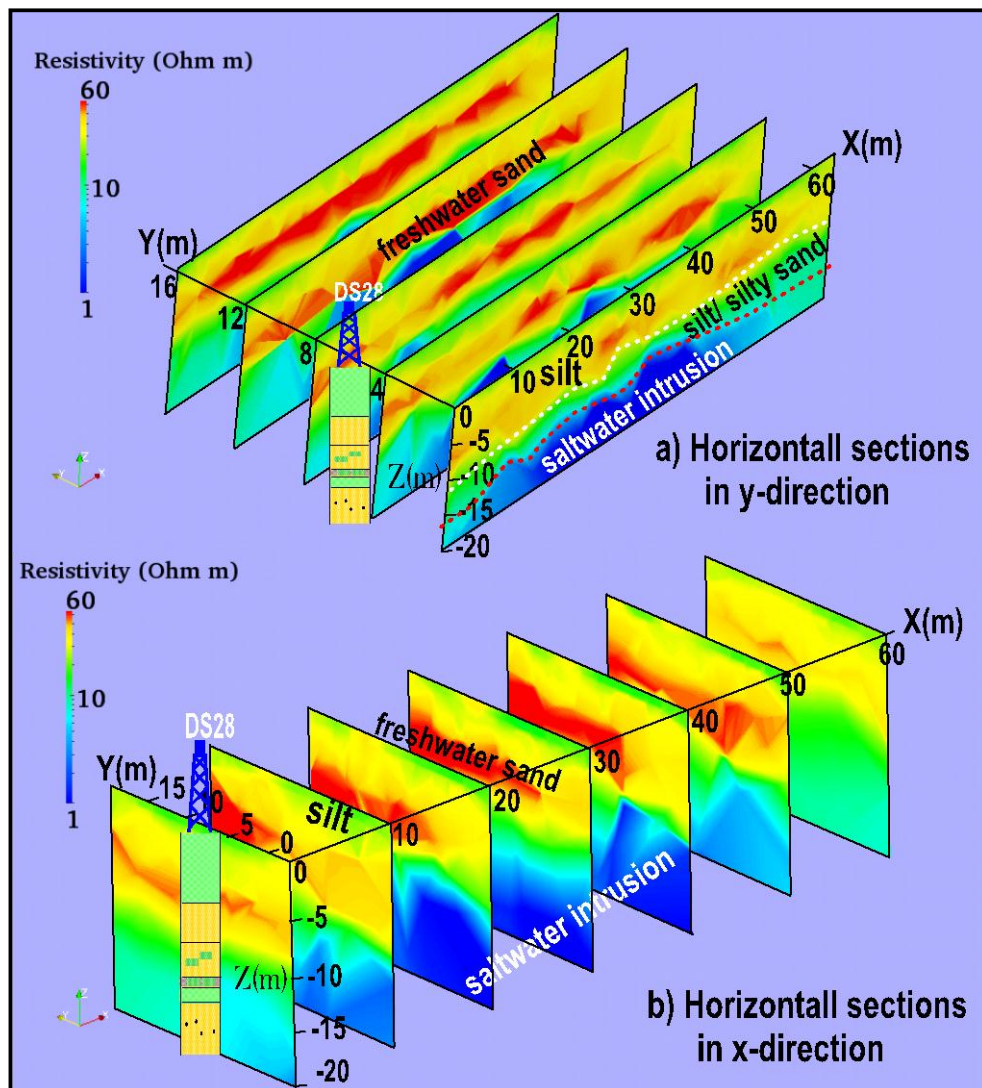 Resistivity (Ohm m)
60
10
1
Y(m)
16
12
8
4
DS28
freshwater sand
X(m)
60
50
40
30
20
10
0
silt
silt/ silty sand
saltwater intrusion
0
-5
-10
-15
-20
Z(m)
a) Horizontall sections
in y-direction
Z
Y
X
Resistivity (Ohm m)
60
10
1
DS28
Y(m)
15
10
5
0
silt
freshwater sand
saltwater intrusion
X(m)
60
50
40
30
20
10
0
-5
-10
-15
-20
Z(m)
b) Horizontall sections
in x-direction
Z
Y
X